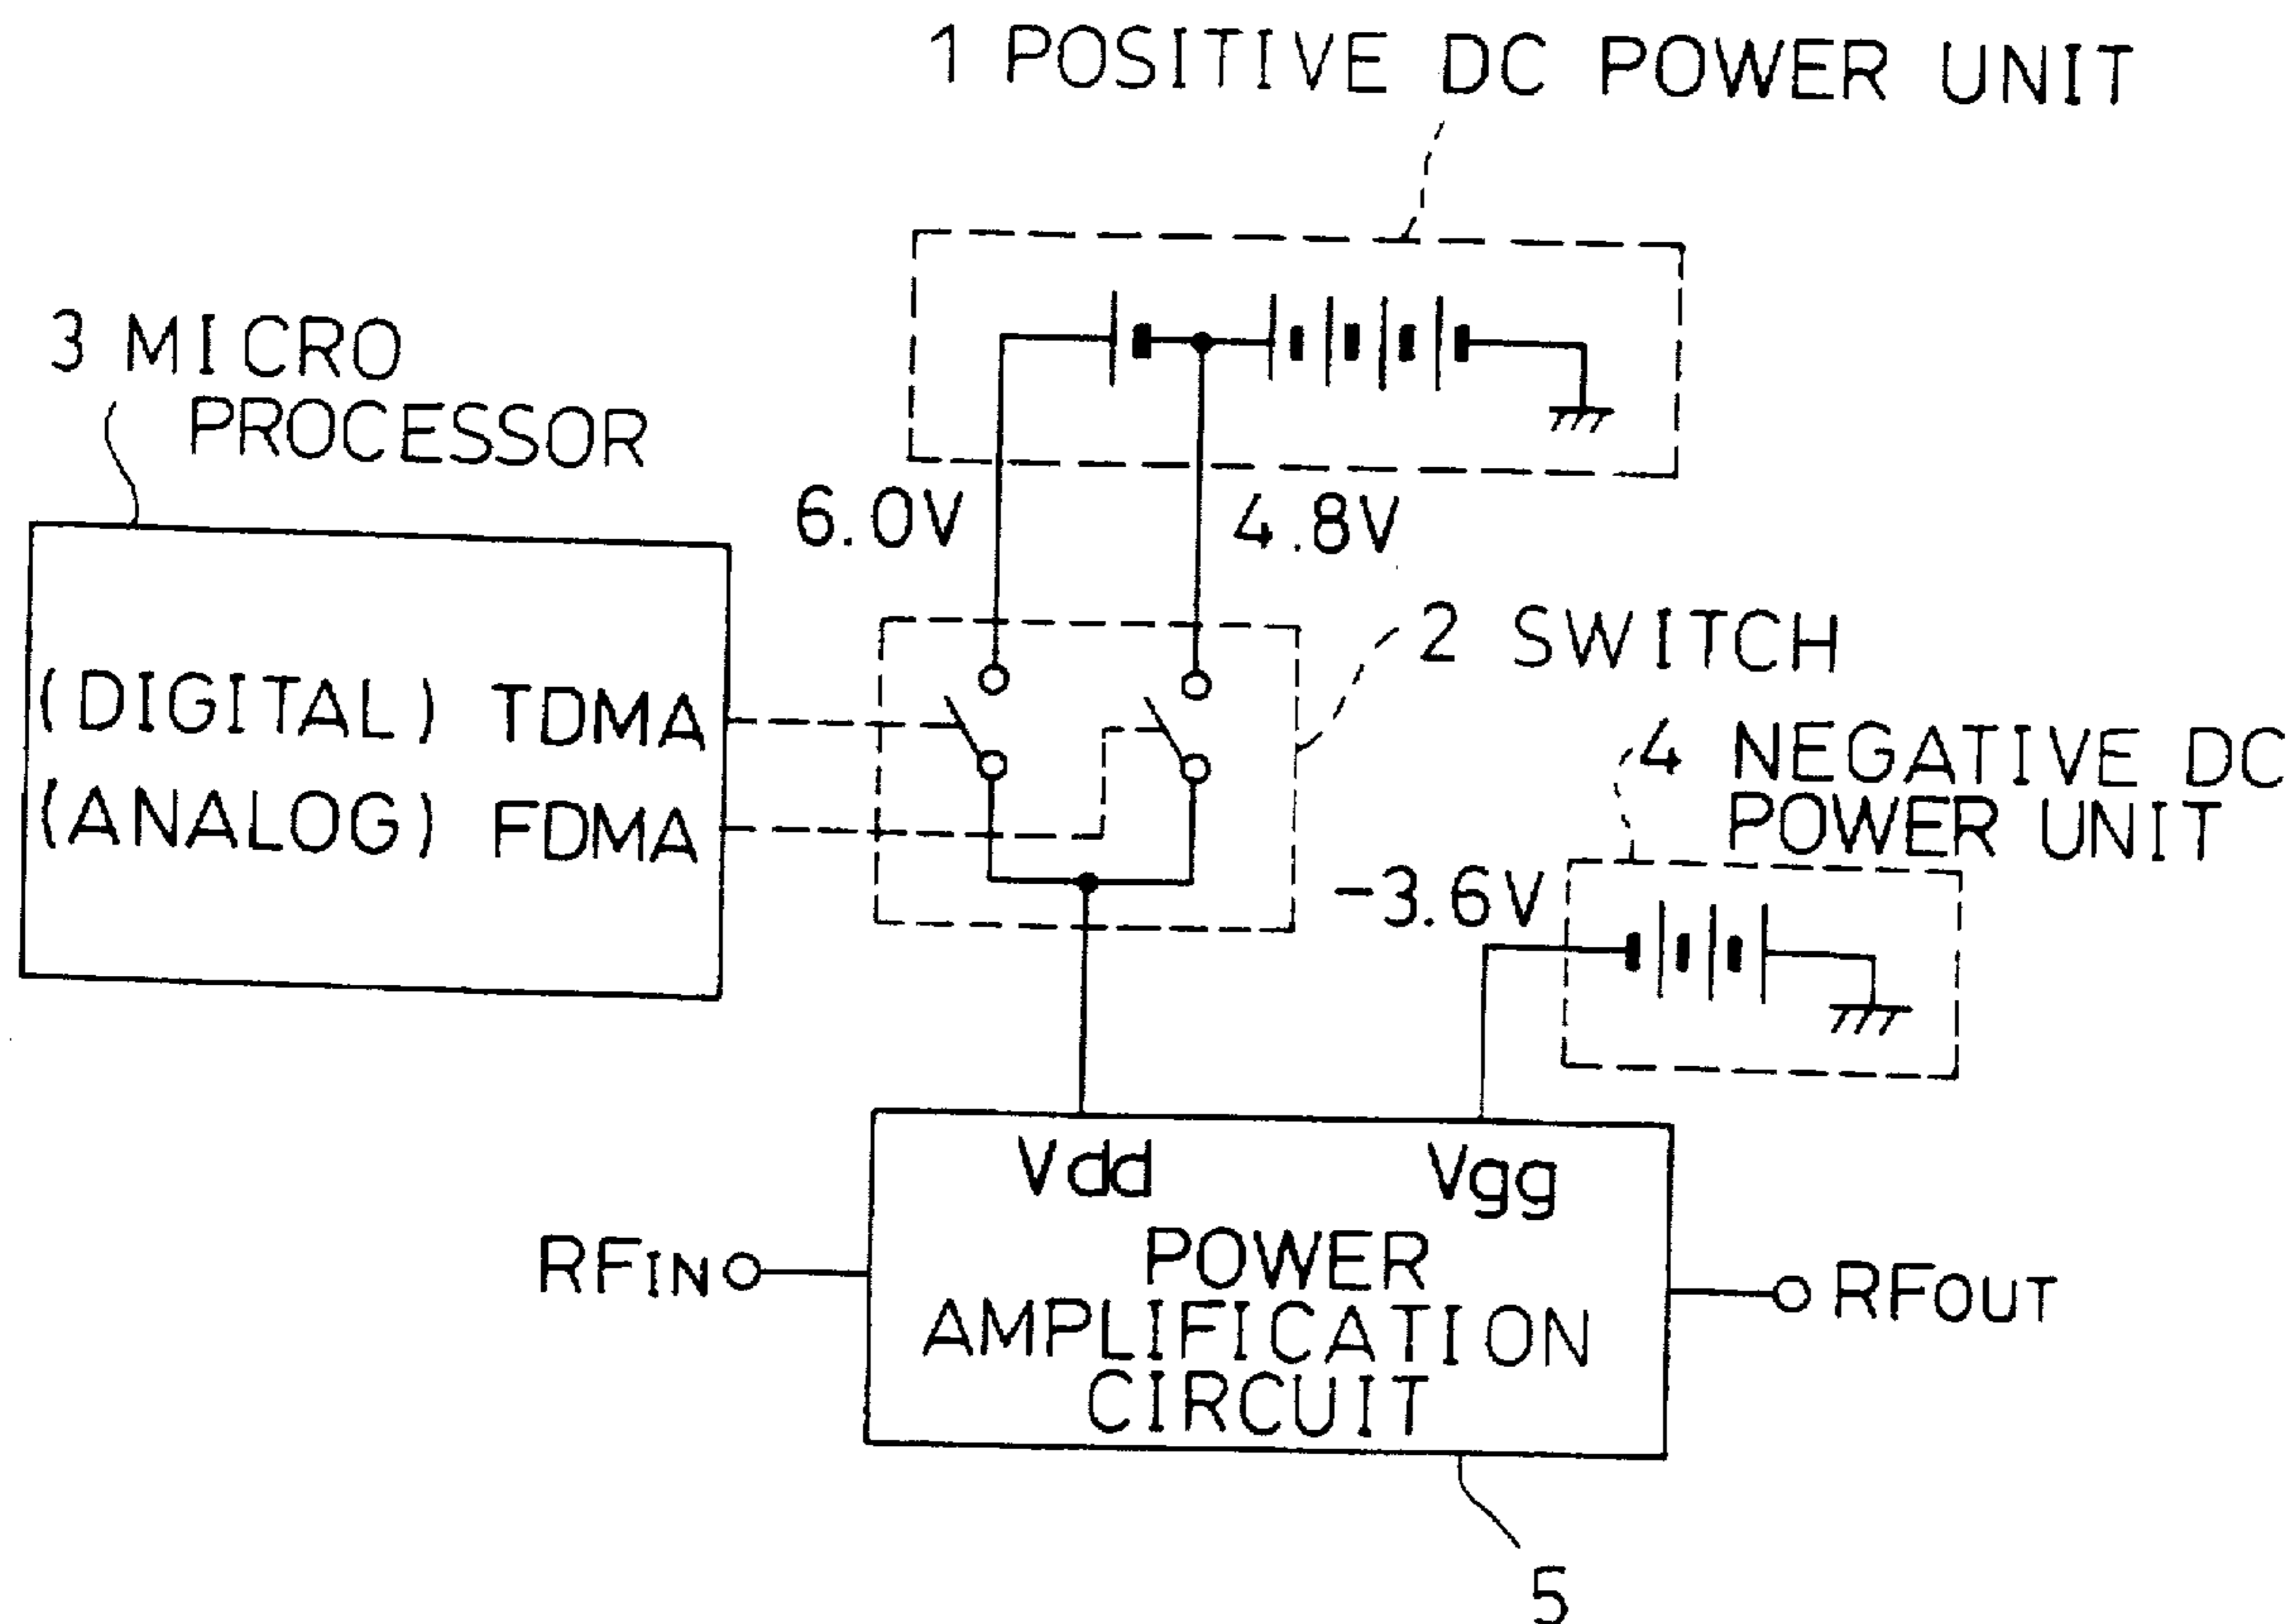 1 POSITIVE DC POWER UNIT
3 MICRO
PROCESSOR
6.0V
4.8V
2 SWITCH
(DIGITAL) TDMA
(ANALOG) FDMA
4 NEGATIVE DC
POWER UNIT
-3.6V
Vdd
Vgg
RFIN
POWER
AMPLIFICATION
CIRCUIT
RFOUT
5